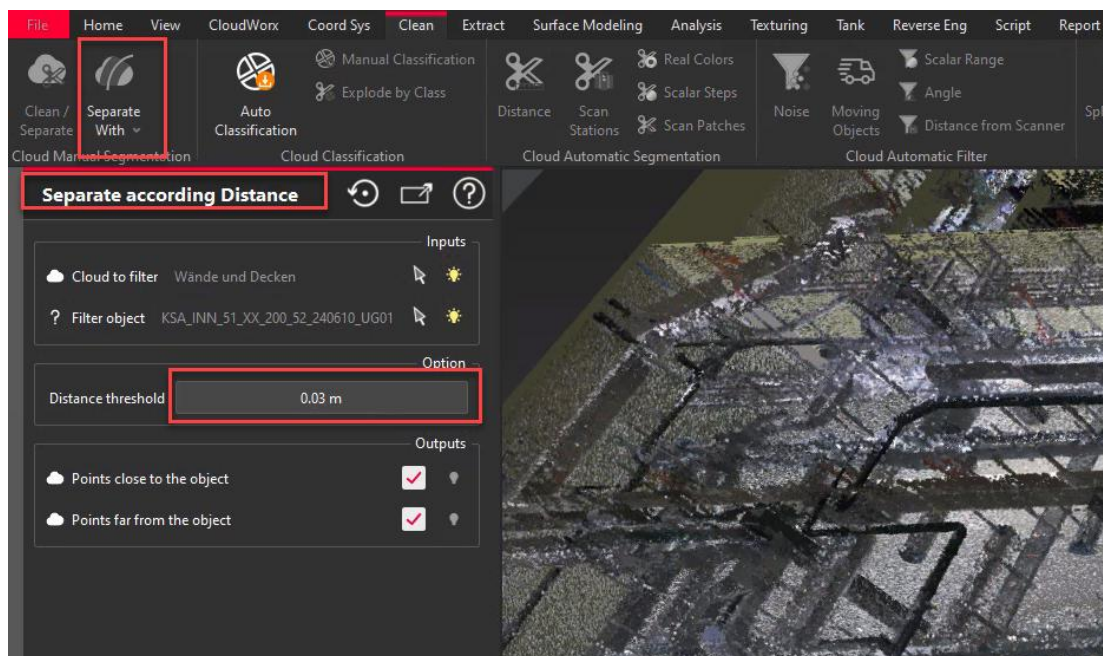 File Home View CloudWorx Coord Sys Clean Extract Surface Modeling Analysis Texturing Tank Reverse Eng Script Report
Clean / Separate
Separate With
Auto Classification
Manual Classification
Explode by Class
Distance
Scan Stations
Real Colors
Scalar Steps
Scan Patches
Noise
Moving Objects
Scalar Range
Angle
Distance from Scanner
Cloud Manual Segmentation Cloud Classification Cloud Automatic Segmentation Cloud Automatic Filter
Separate according Distance
Inputs
Cloud to filter Wände und Decken
? Filter object KSA_INN_51_XX_200_52_240610_UG01
Option
Distance threshold 0.03 m
Outputs
Points close to the object
Points far from the object